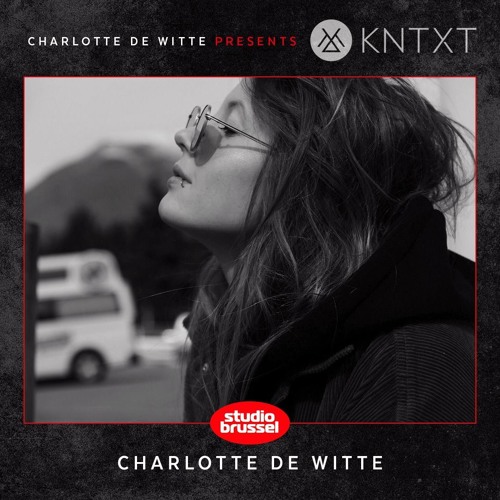 CHARLOTTE DE WITTE PRESENTS KNTXT
studio
brussel
CHARLOTTE DE WITTE